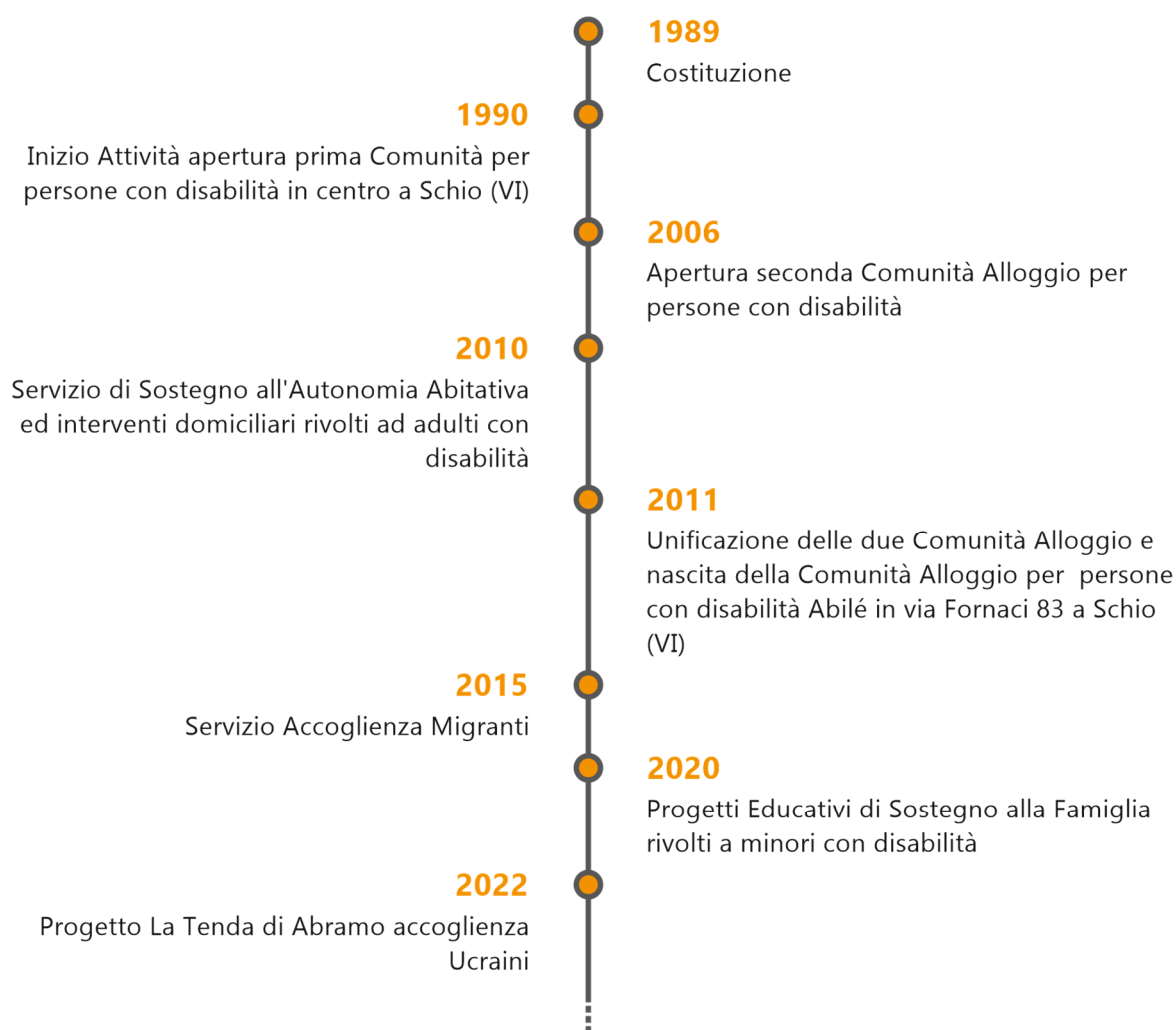 1989
Costituzione
1990
Inizio Attività apertura prima Comunità per
persone con disabilità in centro a Schio (VI)
2006
Apertura seconda Comunità Alloggio per
persone con disabilità
2010
Servizio di Sostegno all'Autonomia Abitativa
ed interventi domiciliari rivolti ad adulti con
disabilità
2011
Unificazione delle due Comunità Alloggio e
nascita della Comunità Alloggio per persone
con disabilità Abilé in via Fornaci 83 a Schio
(VI)
2015
Servizio Accoglienza Migranti
2020
Progetti Educativi di Sostegno alla Famiglia
rivolti a minori con disabilità
2022
Progetto La Tenda di Abramo accoglienza
Ucraini